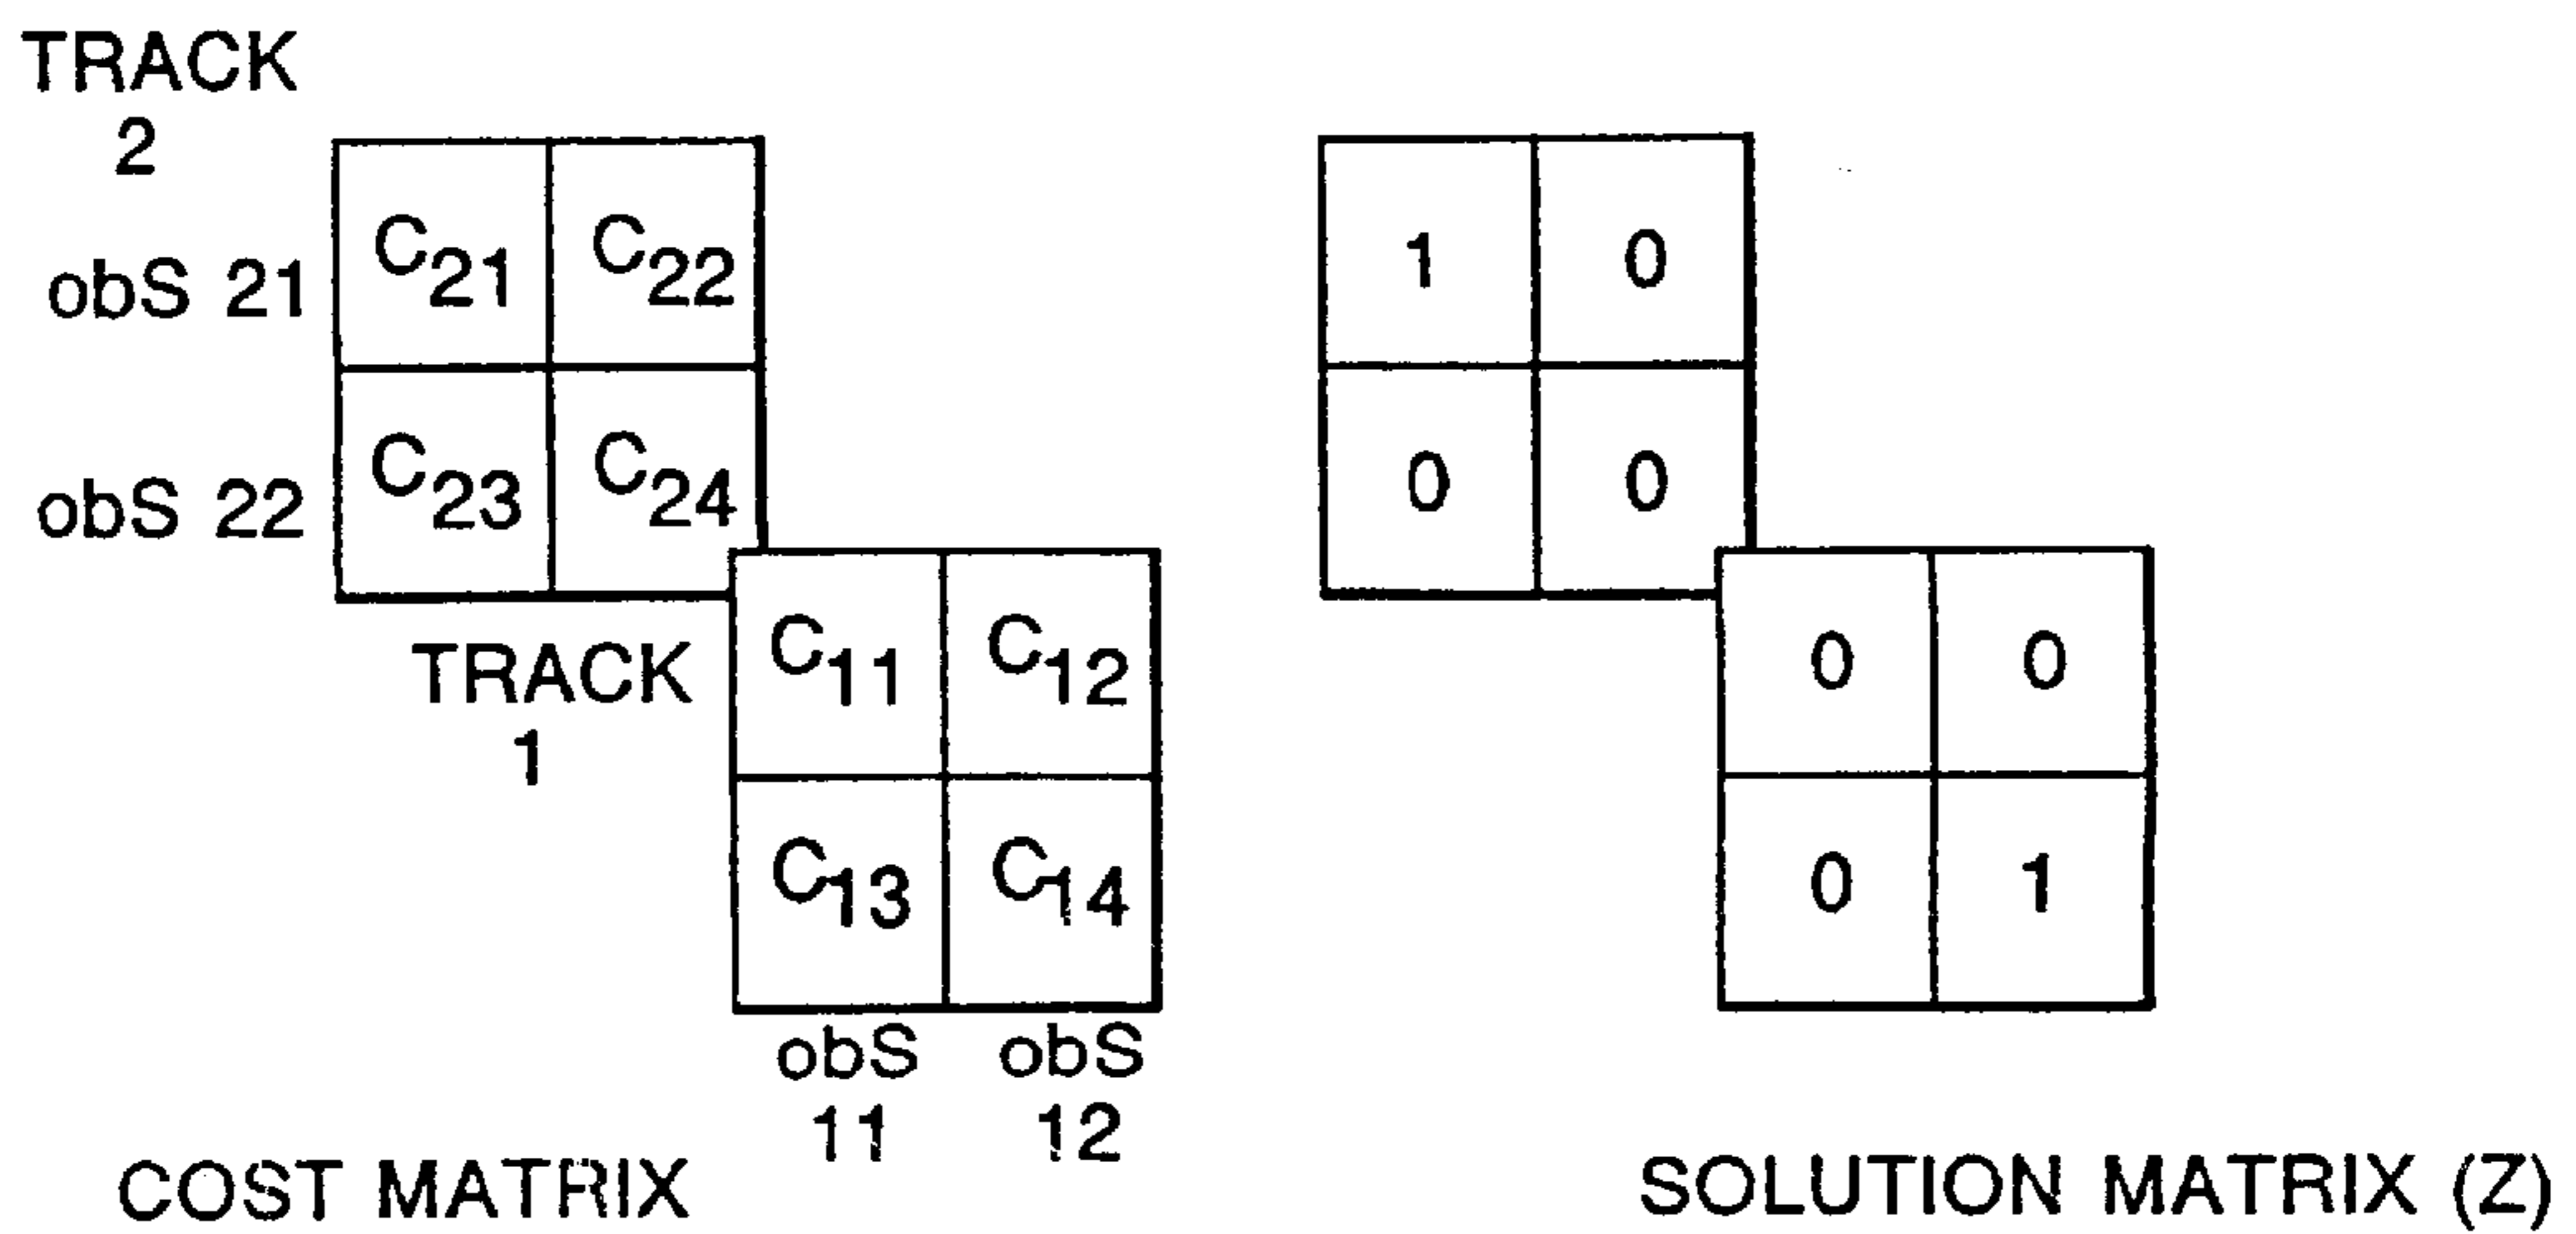 TRACK
2
obS 21
C21 C22
1 0
obS 22
C23 C24
0 0
TRACK
1
C11 C12
0 0
C13 C14
0 1
obS
11
obS
12
COST MATRIX
SOLUTION MATRIX (Z)